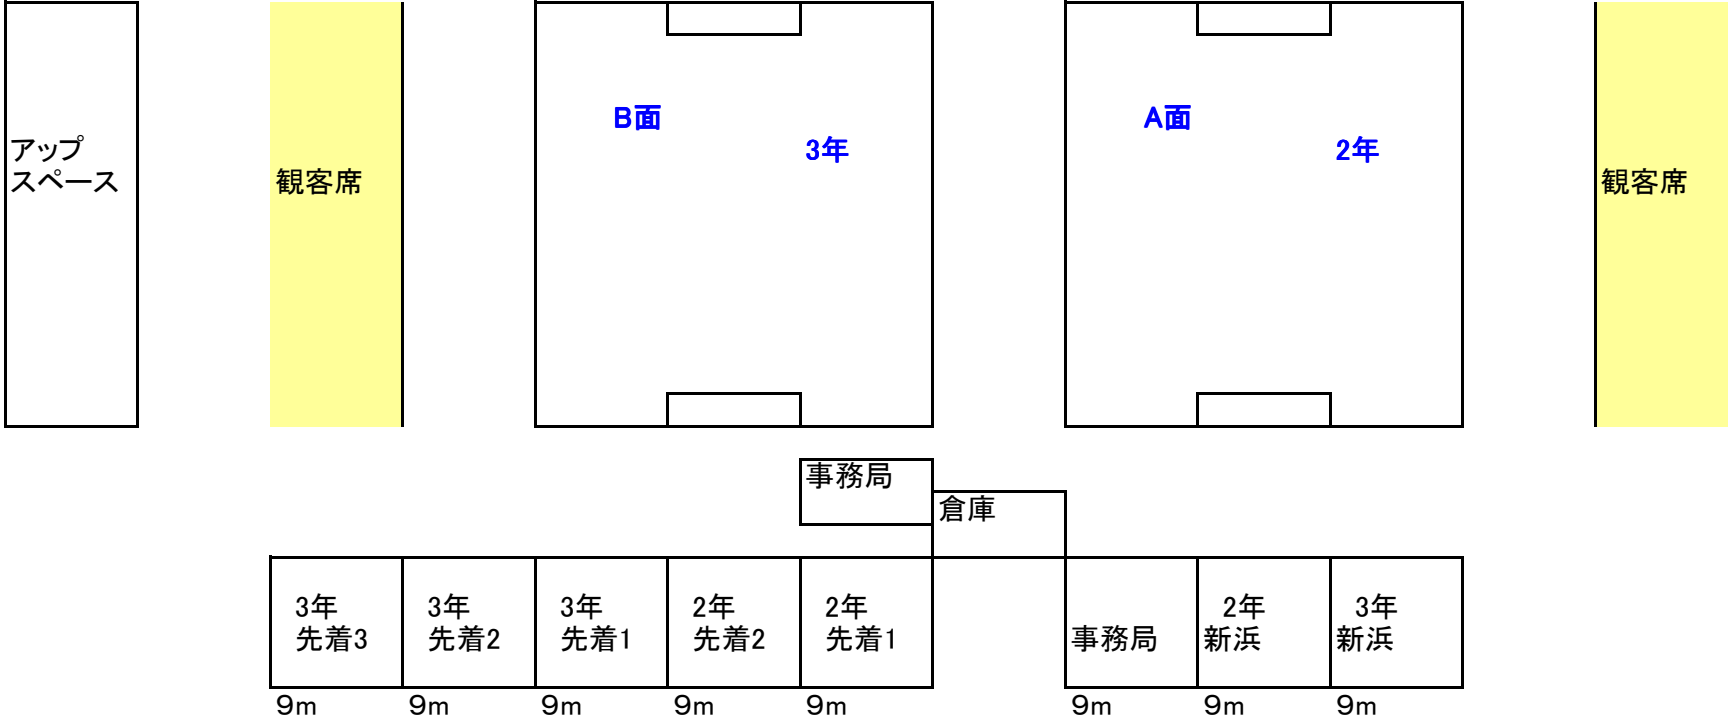 アップ
スペース
観客席
B面
3年
A面
2年
観客席
事務局
倉庫
3年
先着3
3年
先着2
3年
先着1
2年
先着2
2年
先着1
事務局
2年
新浜
3年
新浜
9m
9m
9m
9m
9m
9m
9m
9m